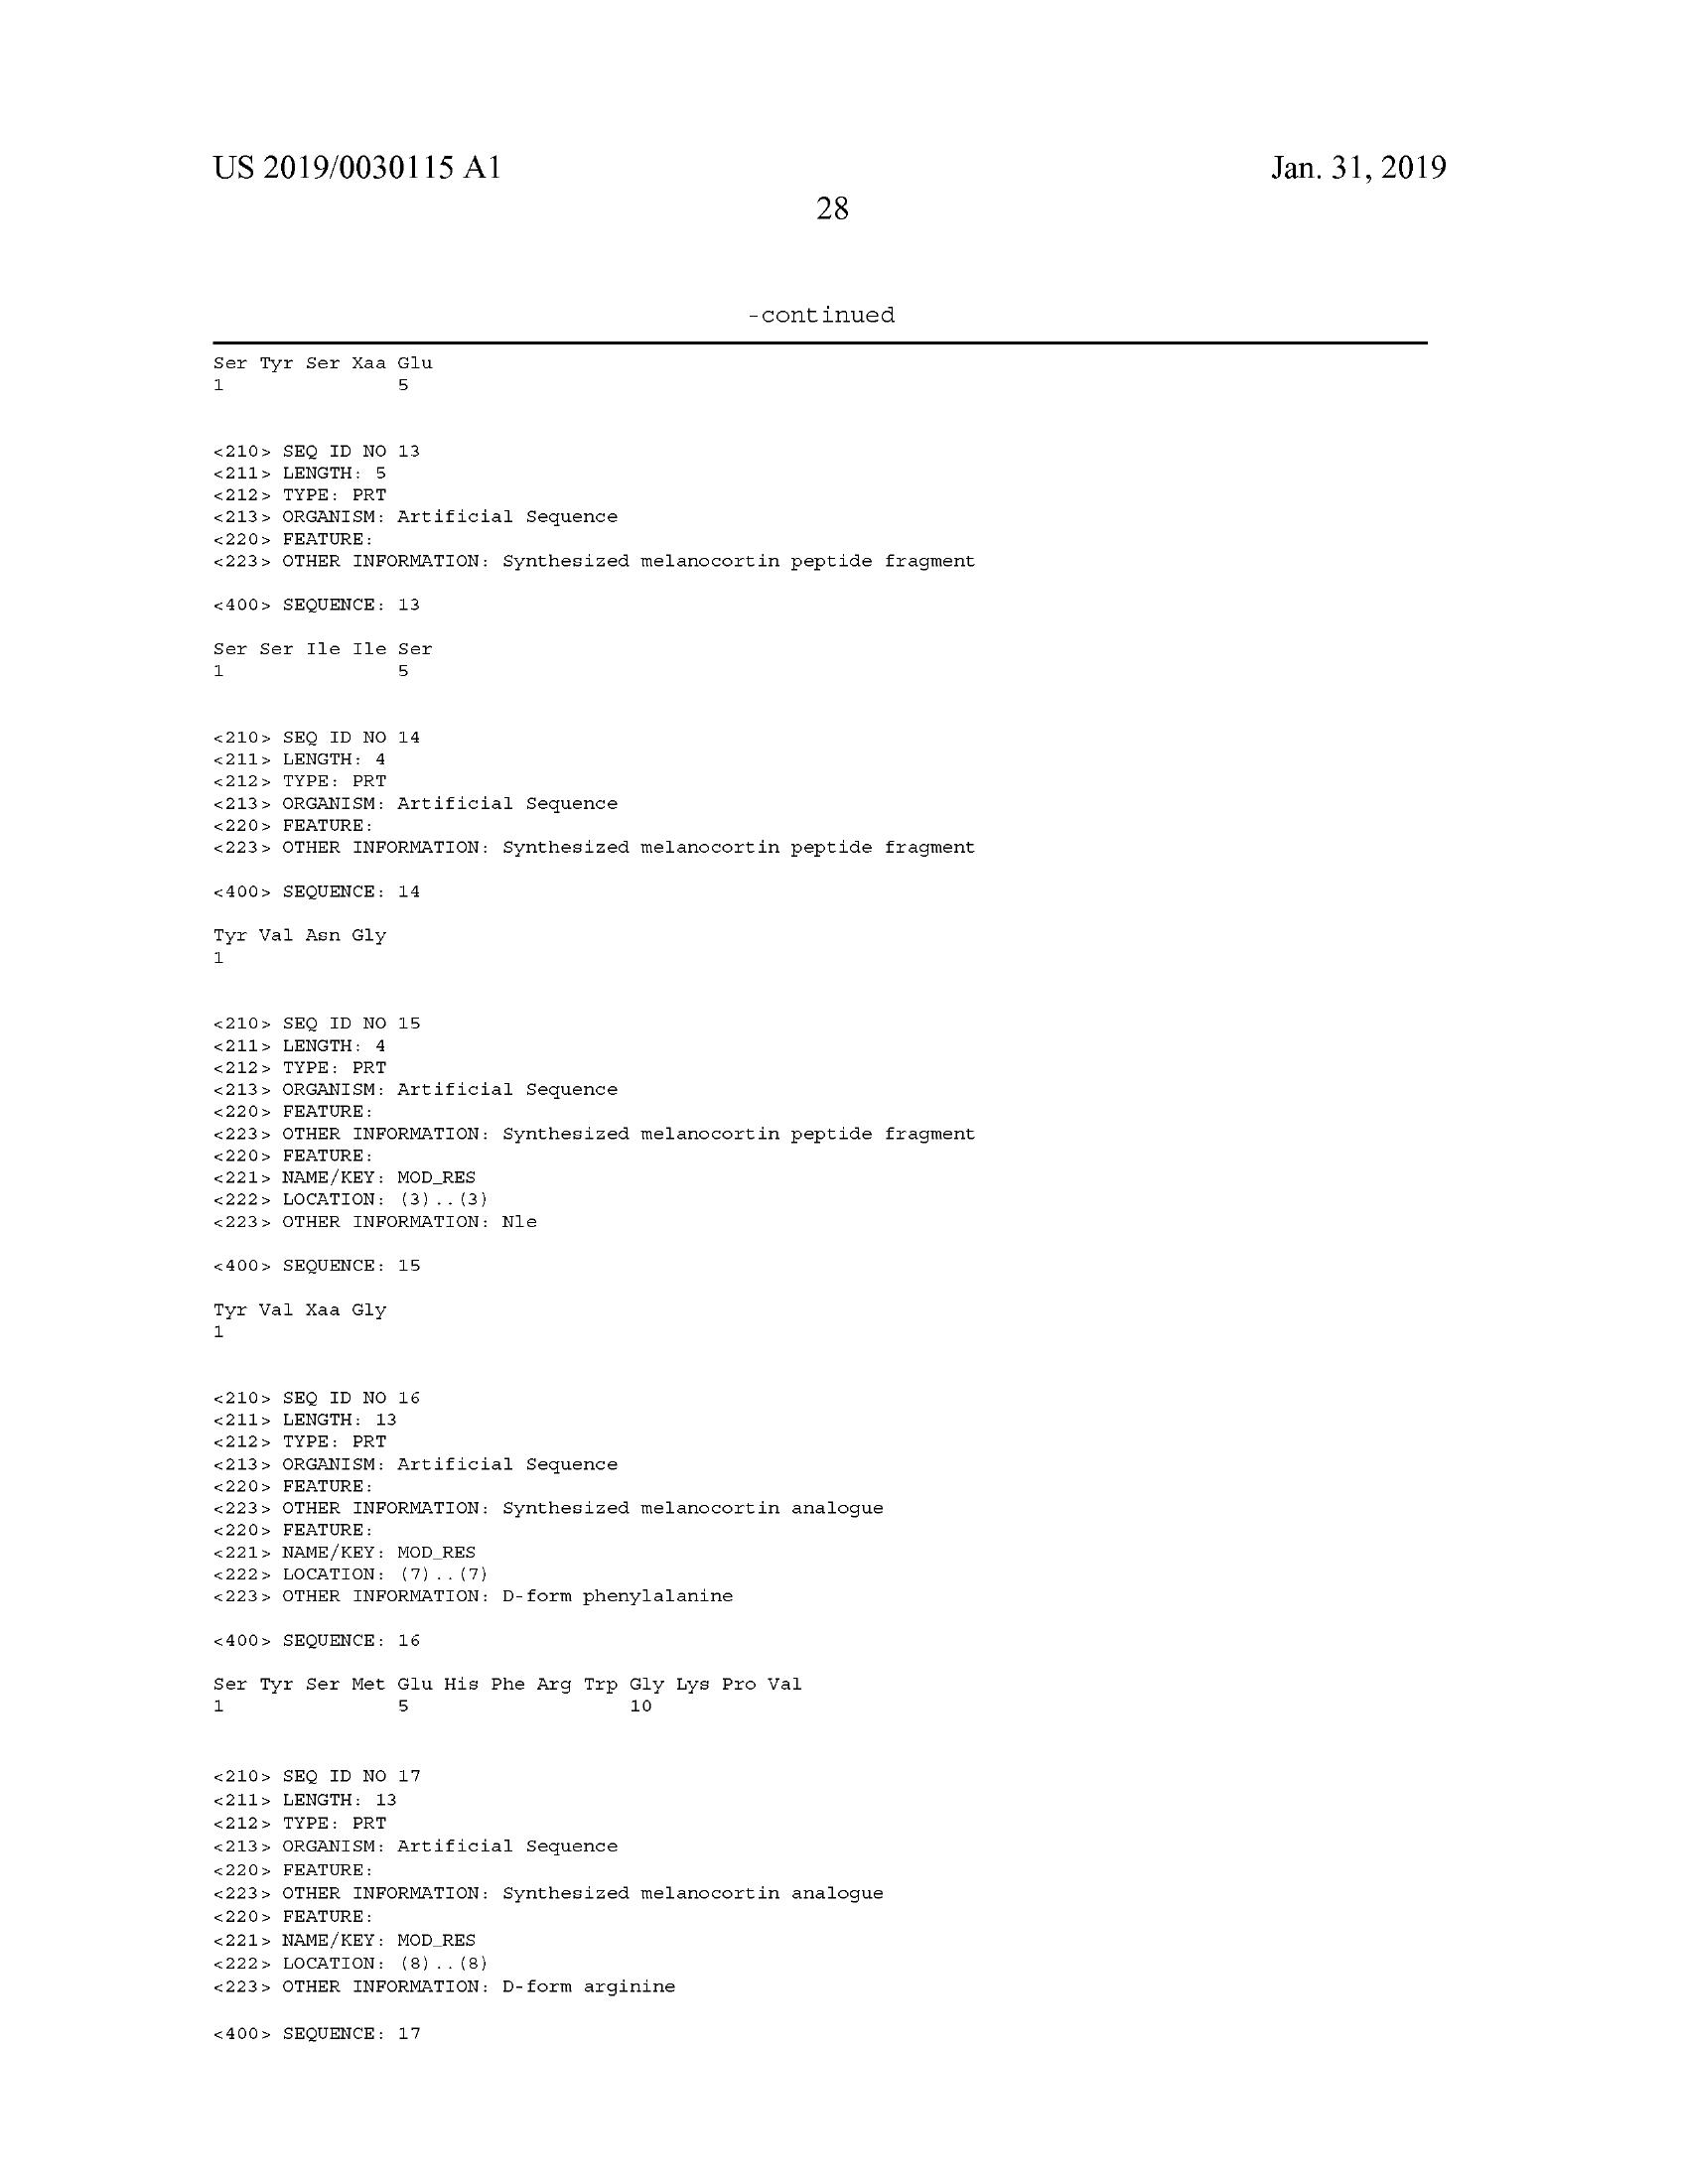 US 2019/0030115 A1
Jan. 31, 2019
28
-continued
Ser Tyr Ser Xaa Glu
1 5
<210> SEQ ID NO 13
<211> LENGTH: 5
<212> TYPE: PRT
<213> ORGANISM: Artificial Sequence
<220> FEATURE:
<223> OTHER INFORMATION: Synthesized melanocortin peptide fragment
<400> SEQUENCE: 13
Ser Ser Ile Ile Ser
1 5
<210> SEQ ID NO 14
<211> LENGTH: 4
<212> TYPE: PRT
<213> ORGANISM: Artificial Sequence
<220> FEATURE:
<223> OTHER INFORMATION: Synthesized melanocortin peptide fragment
<400> SEQUENCE: 14
Tyr Val Asn Gly
1
<210> SEQ ID NO 15
<211> LENGTH: 4
<212> TYPE: PRT
<213> ORGANISM: Artificial Sequence
<220> FEATURE:
<223> OTHER INFORMATION: Synthesized melanocortin peptide fragment
<220> FEATURE:
<221> NAME/KEY: MOD_RES
<222> LOCATION: (3)..(3)
<223> OTHER INFORMATION: Nle
<400> SEQUENCE: 15
Tyr Val Xaa Gly
1
<210> SEQ ID NO 16
<211> LENGTH: 13
<212> TYPE: PRT
<213> ORGANISM: Artificial Sequence
<220> FEATURE:
<223> OTHER INFORMATION: Synthesized melanocortin analogue
<220> FEATURE:
<221> NAME/KEY: MOD_RES
<222> LOCATION: (7)..(7)
<223> OTHER INFORMATION: D-form phenylalanine
<400> SEQUENCE: 16
Ser Tyr Ser Met Glu His Phe Arg Trp Gly Lys Pro Val
1 5 10
<210> SEQ ID NO 17
<211> LENGTH: 13
<212> TYPE: PRT
<213> ORGANISM: Artificial Sequence
<220> FEATURE:
<223> OTHER INFORMATION: Synthesized melanocortin analogue
<220> FEATURE:
<221> NAME/KEY: MOD_RES
<222> LOCATION: (8)..(8)
<223> OTHER INFORMATION: D-form arginine
<400> SEQUENCE: 17